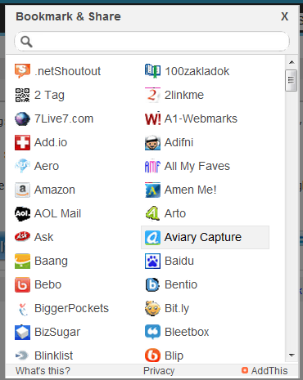 Bookmark & Share X
.netShoutout 100zakladok
2 Tag 2linkme
7Live7.com A1-Webmarks
Add.io Adifni
Aero All My Faves
Amazon Amen Me!
AOL Mail Arto
Ask Aviary Capture
Baang Baidu
Bebo Bentio
BiggerPockets Bit.ly
BizSugar Bleetbox
Blinklist Blip
What's this? Privacy AddThis